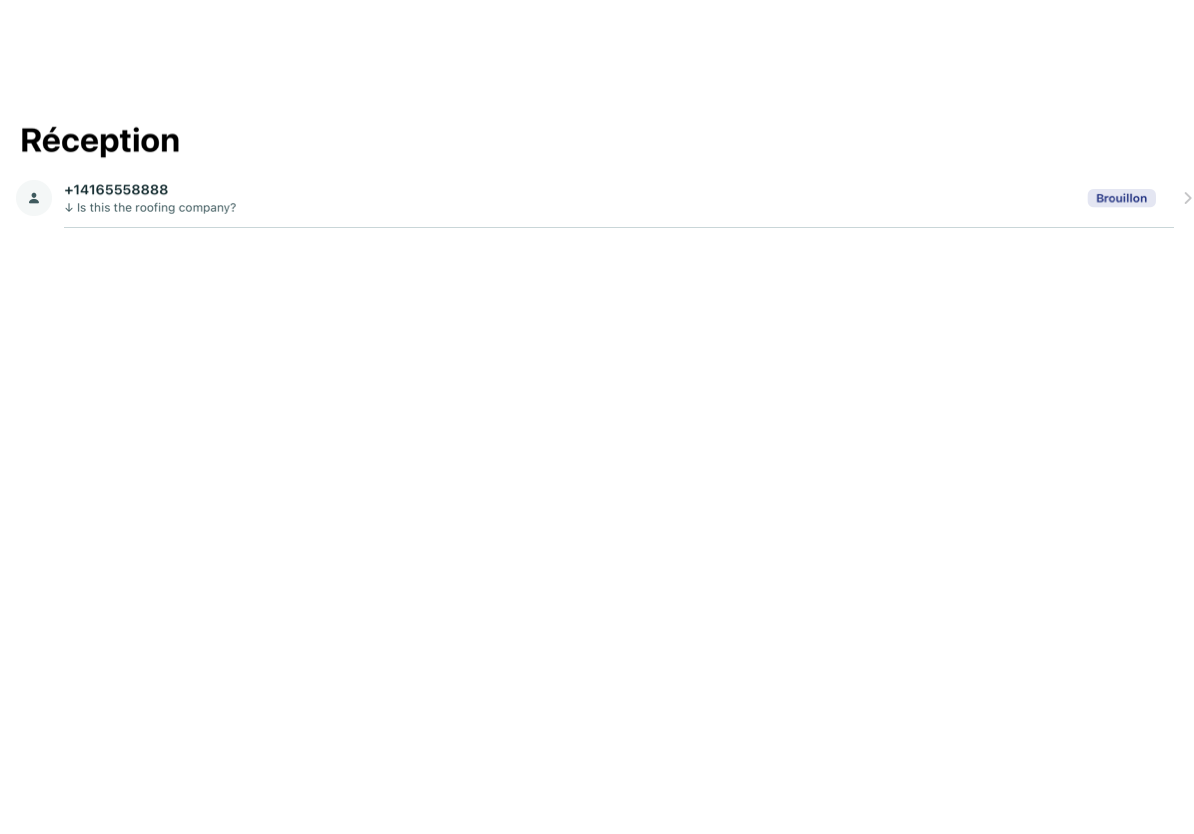 Réception
+14165558888
↓ Is this the roofing company?
Brouillon